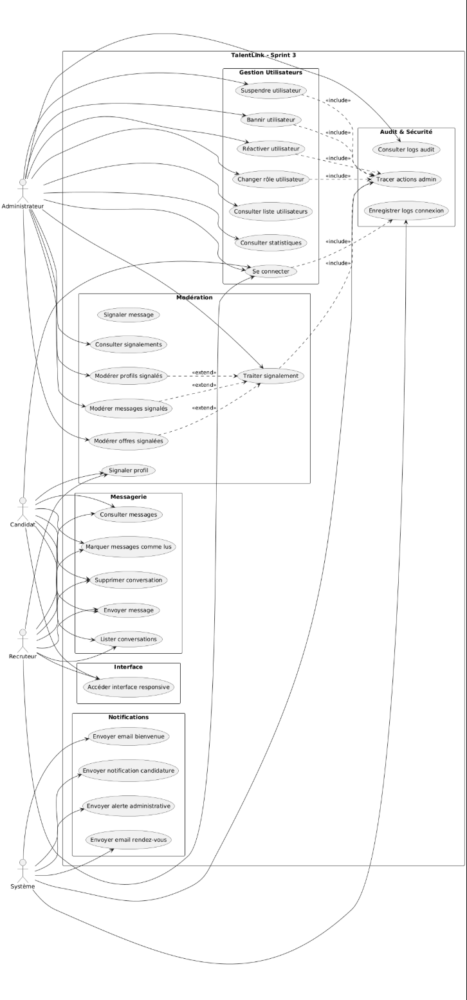 TalentLink - Sprint 3
Gestion Utilisateurs
Suspendre utilisateur
«include»
Bannir utilisateur
«include»
Audit & Sécurité
Réactiver utilisateur
Consulter logs audit
«include»
Changer rôle utilisateur
«include»
Tracer actions admin
Administrateur
Consulter liste utilisateurs
Enregistrer logs connexion
Consulter statistiques
«include»
Se connecter
«include»
Modération
Signaler message
Consulter signalements
Modérer profils signalés
«extend»
Traiter signalement
«extend»
Modérer messages signalés
«extend»
Modérer offres signalées
Signaler profil
Messagerie
Consulter messages
Candidat
Marquer messages comme lus
Supprimer conversation
Envoyer message
Lister conversations
Recruteur
Interface
Accéder interface responsive
Notifications
Envoyer email bienvenue
Envoyer notification candidature
Envoyer alerte administrative
Envoyer email rendez-vous
Système